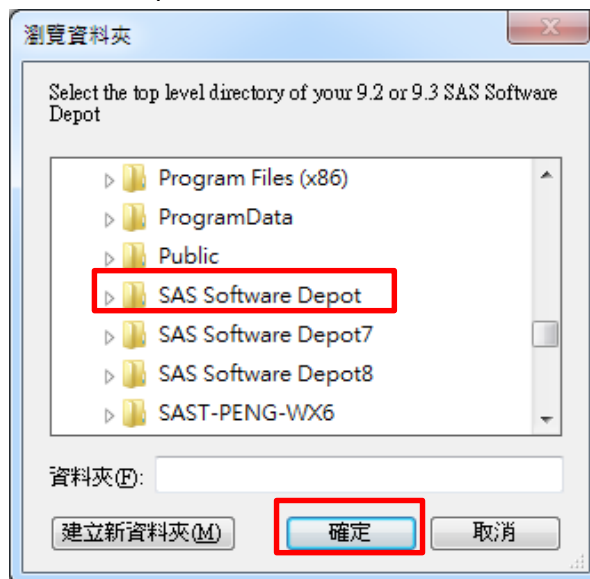 瀏覽資料夾
Select the top level directory of your 9.2 or 9.3 SAS Software
Depot
Program Files (x86)
ProgramData
Public
SAS Software Depot
SAS Software Depot7
SAS Software Depot8
SAST-PENG-WX6
資料夾(F):
建立新資料夾(M) 確定 取消